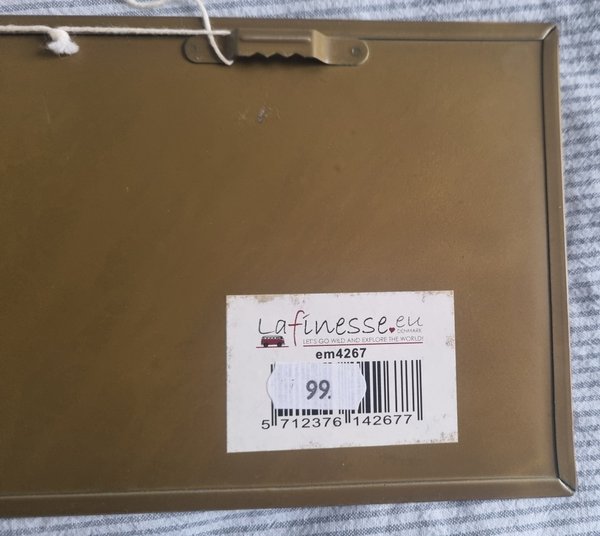 Lafinesse.eu
DENMARK
LET'S GO WILD AND EXPLORE THE WORLD!
em4267
99.
5 712376 142677